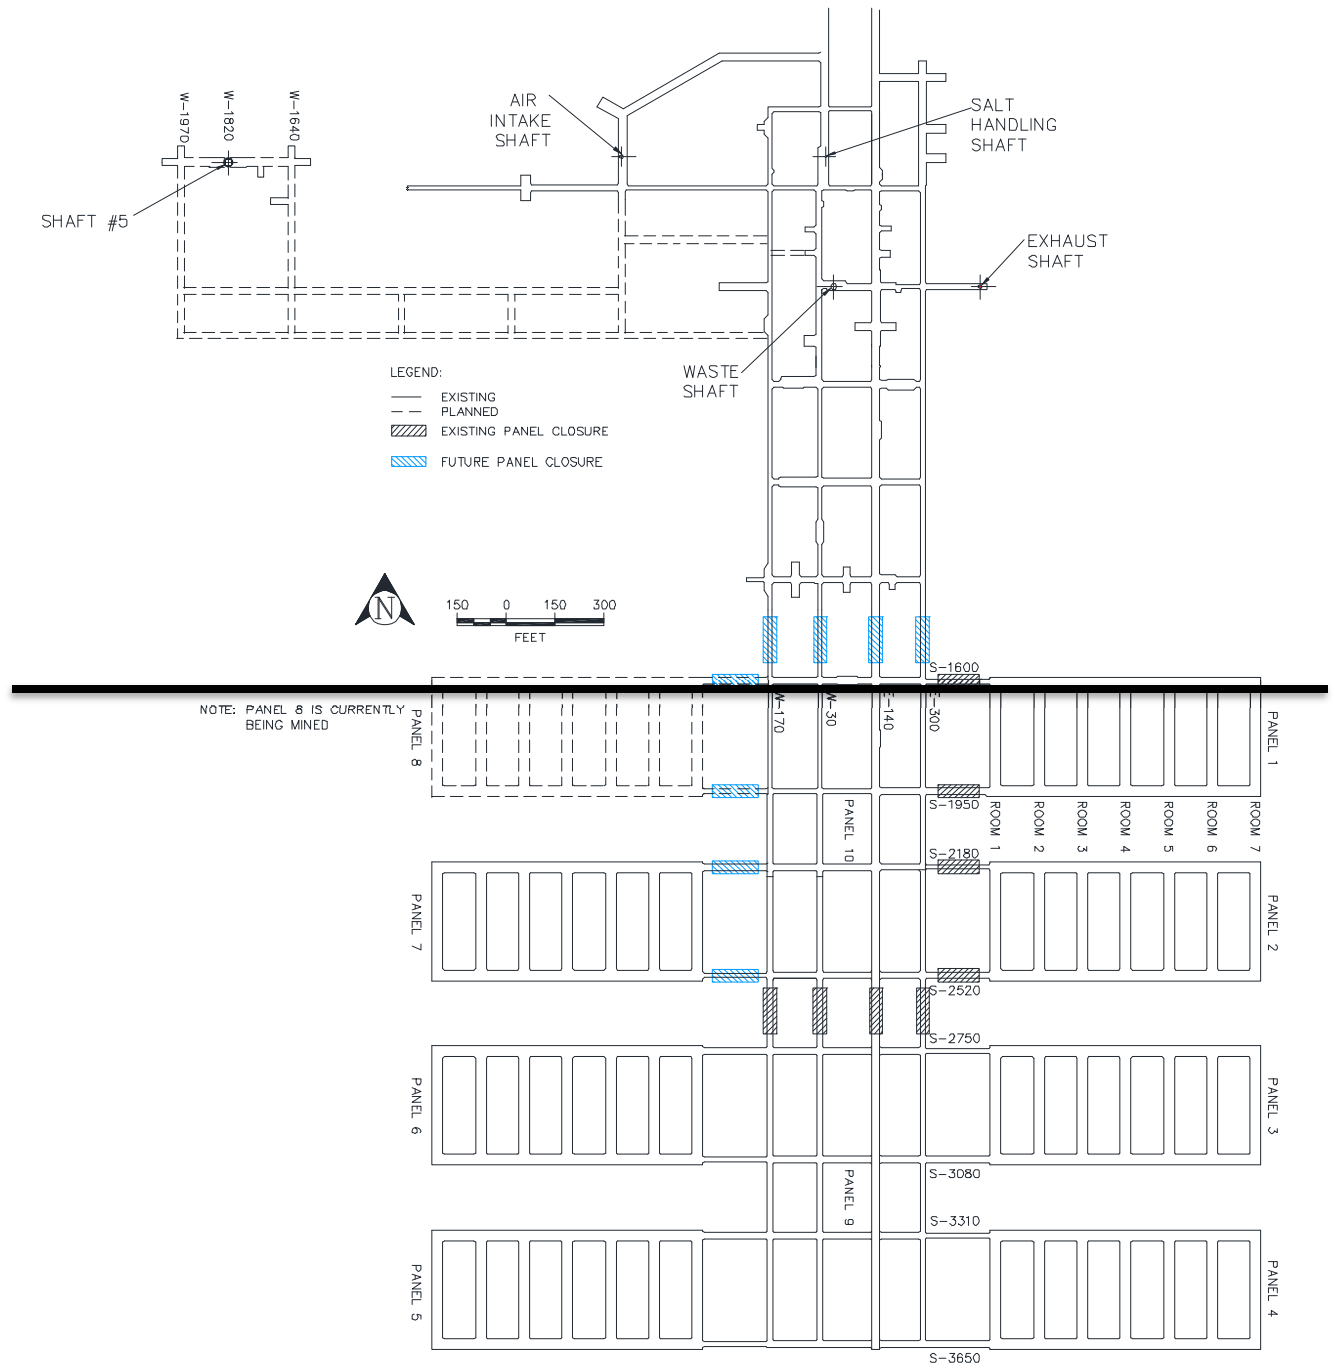 W-1970
W-1820
W-1640
AIR
INTAKE
SHAFT
SALT
HANDLING
SHAFT
SHAFT #5
EXHAUST
SHAFT
WASTE
SHAFT
LEGEND:
EXISTING
PLANNED
EXISTING PANEL CLOSURE
FUTURE PANEL CLOSURE
N
150 0 150 300
FEET
S-1600
NOTE: PANEL 8 IS CURRENTLY
BEING MINED
PANEL 8
W-170
W-30
E-140
E-300
PANEL 1
S-1950
PANEL 10
ROOM 1
ROOM 2
ROOM 3
ROOM 4
ROOM 5
ROOM 6
ROOM 7
S-2180
PANEL 7
PANEL 2
S-2520
S-2750
PANEL 6
PANEL 3
S-3080
PANEL 9
S-3310
PANEL 5
PANEL 4
S-3650